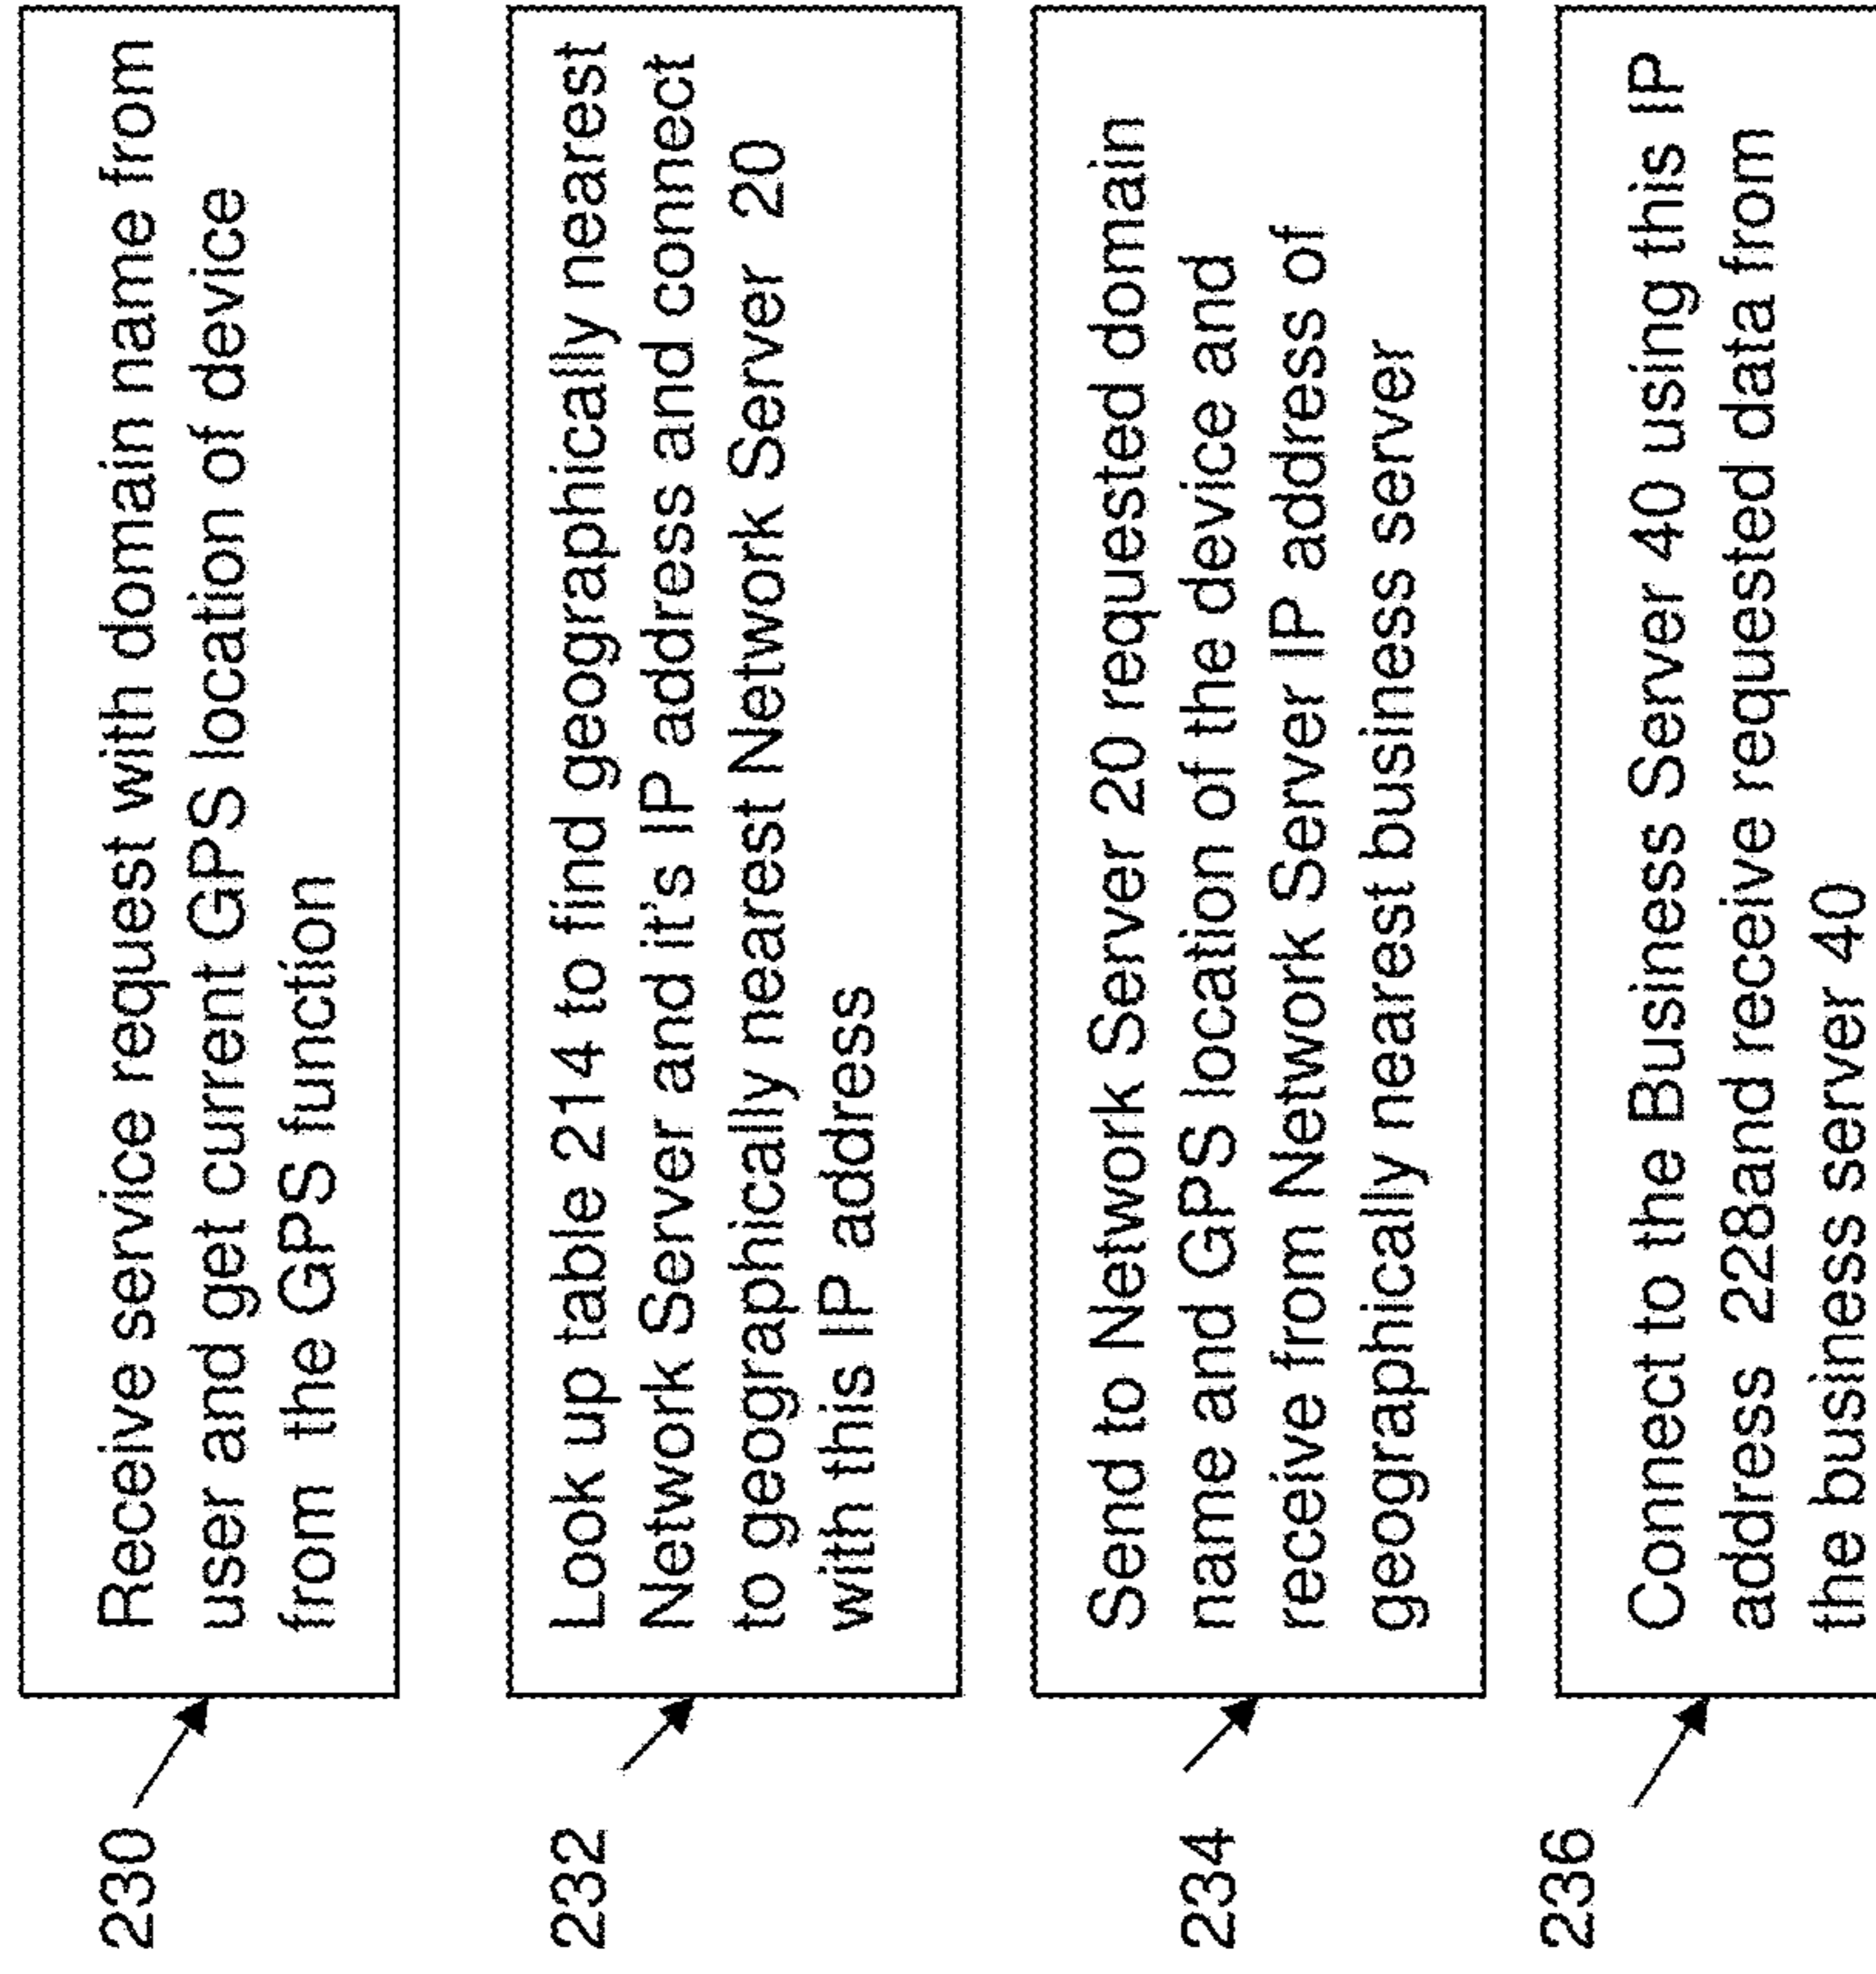 230
Receive service request with domain name from
user and get current GPS location of device
from the GPS function
232
Look up table 214 to find geographically nearest
Network Server and it's IP address and connect
to geographically nearest Network Server 20
with this IP address
234
Send to Network Server 20 requested domain
name and GPS location of the device and
receive from Network Server IP address of
geographically nearest business server
236
Connect to the Business Server 40 using this IP
address 228and receive requested data from
the business server 40